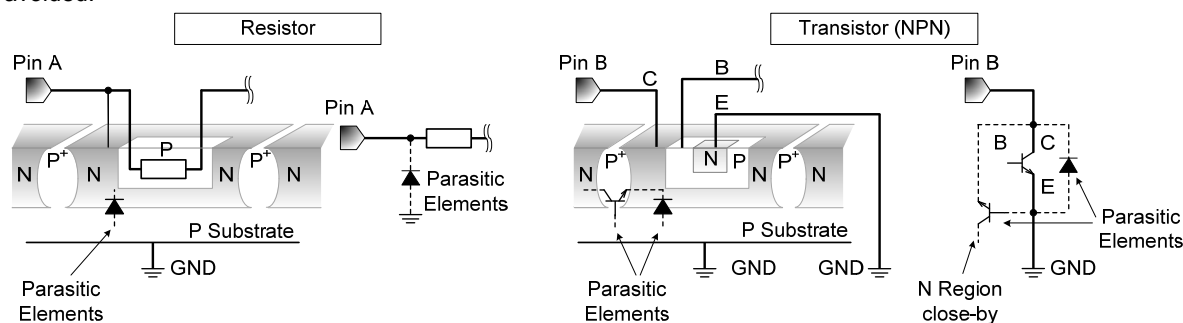 avoided.
Resistor
Transistor (NPN)
Pin A
Pin A
N
P+
N
P
N
P+
N
Parasitic
Elements
P Substrate
GND
Parasitic
Elements
Pin B
C
B
E
N
P+
N
N
P
N
P+
N
P Substrate
GND
GND
Parasitic
Elements
Pin B
B
C
E
Parasitic
Elements
GND
N Region
close-by